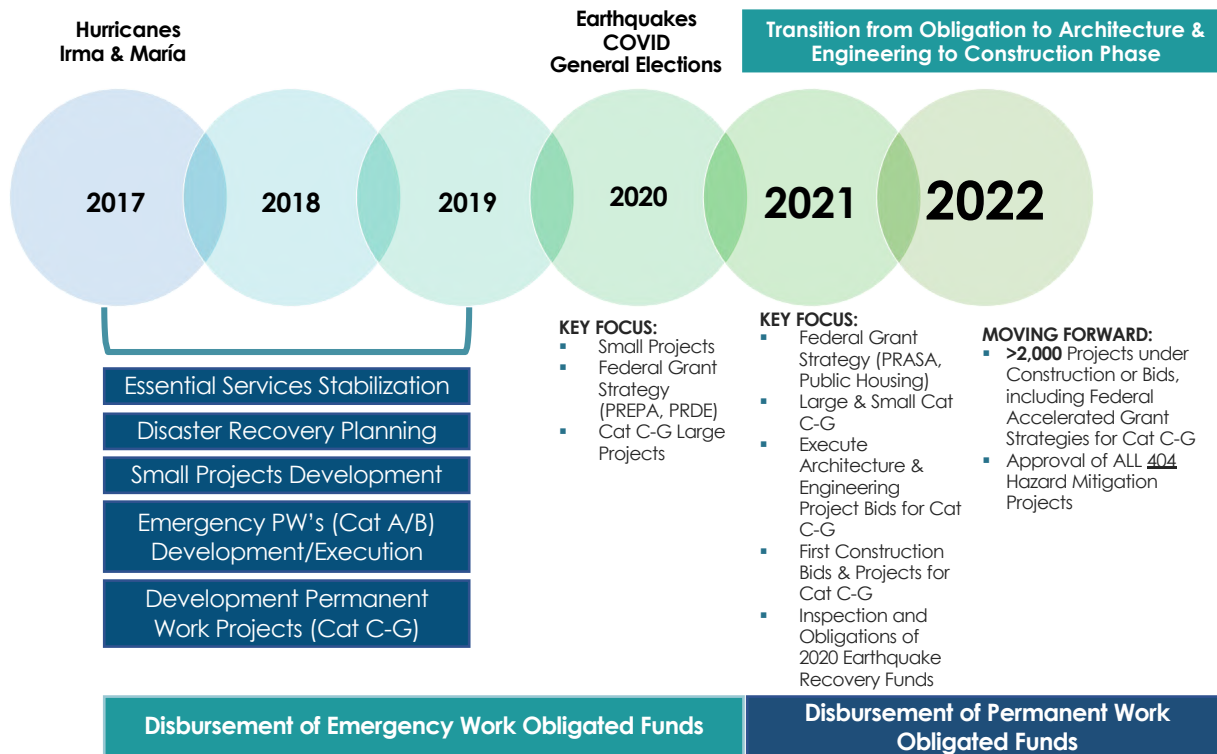 Hurricanes
Irma & María
Earthquakes
COVID
General Elections
Transition from Obligation to Architecture &
Engineering to Construction Phase
2017
2018
2019
2020
2021
2022
Essential Services Stabilization
Disaster Recovery Planning
Small Projects Development
Emergency PW's (Cat A/B)
Development/Execution
Development Permanent
Work Projects (Cat C-G)
KEY FOCUS:
▪ Small Projects
▪ Federal Grant
Strategy
(PREPA, PRDE)
▪ Cat C-G Large
Projects
KEY FOCUS:
▪ Federal Grant
Strategy (PRASA,
Public Housing)
▪ Large & Small Cat
C-G
▪ Execute
Architecture &
Engineering
Project Bids for Cat
C-G
▪ First Construction
Bids & Projects for
Cat C-G
▪ Inspection and
Obligations of
2020 Earthquake
Recovery Funds
MOVING FORWARD:
▪ >2,000 Projects under
Construction or Bids,
including Federal
Accelerated Grant
Strategies for Cat C-G
▪ Approval of ALL 404
Hazard Mitigation
Projects
Disbursement of Emergency Work Obligated Funds
Disbursement of Permanent Work
Obligated Funds